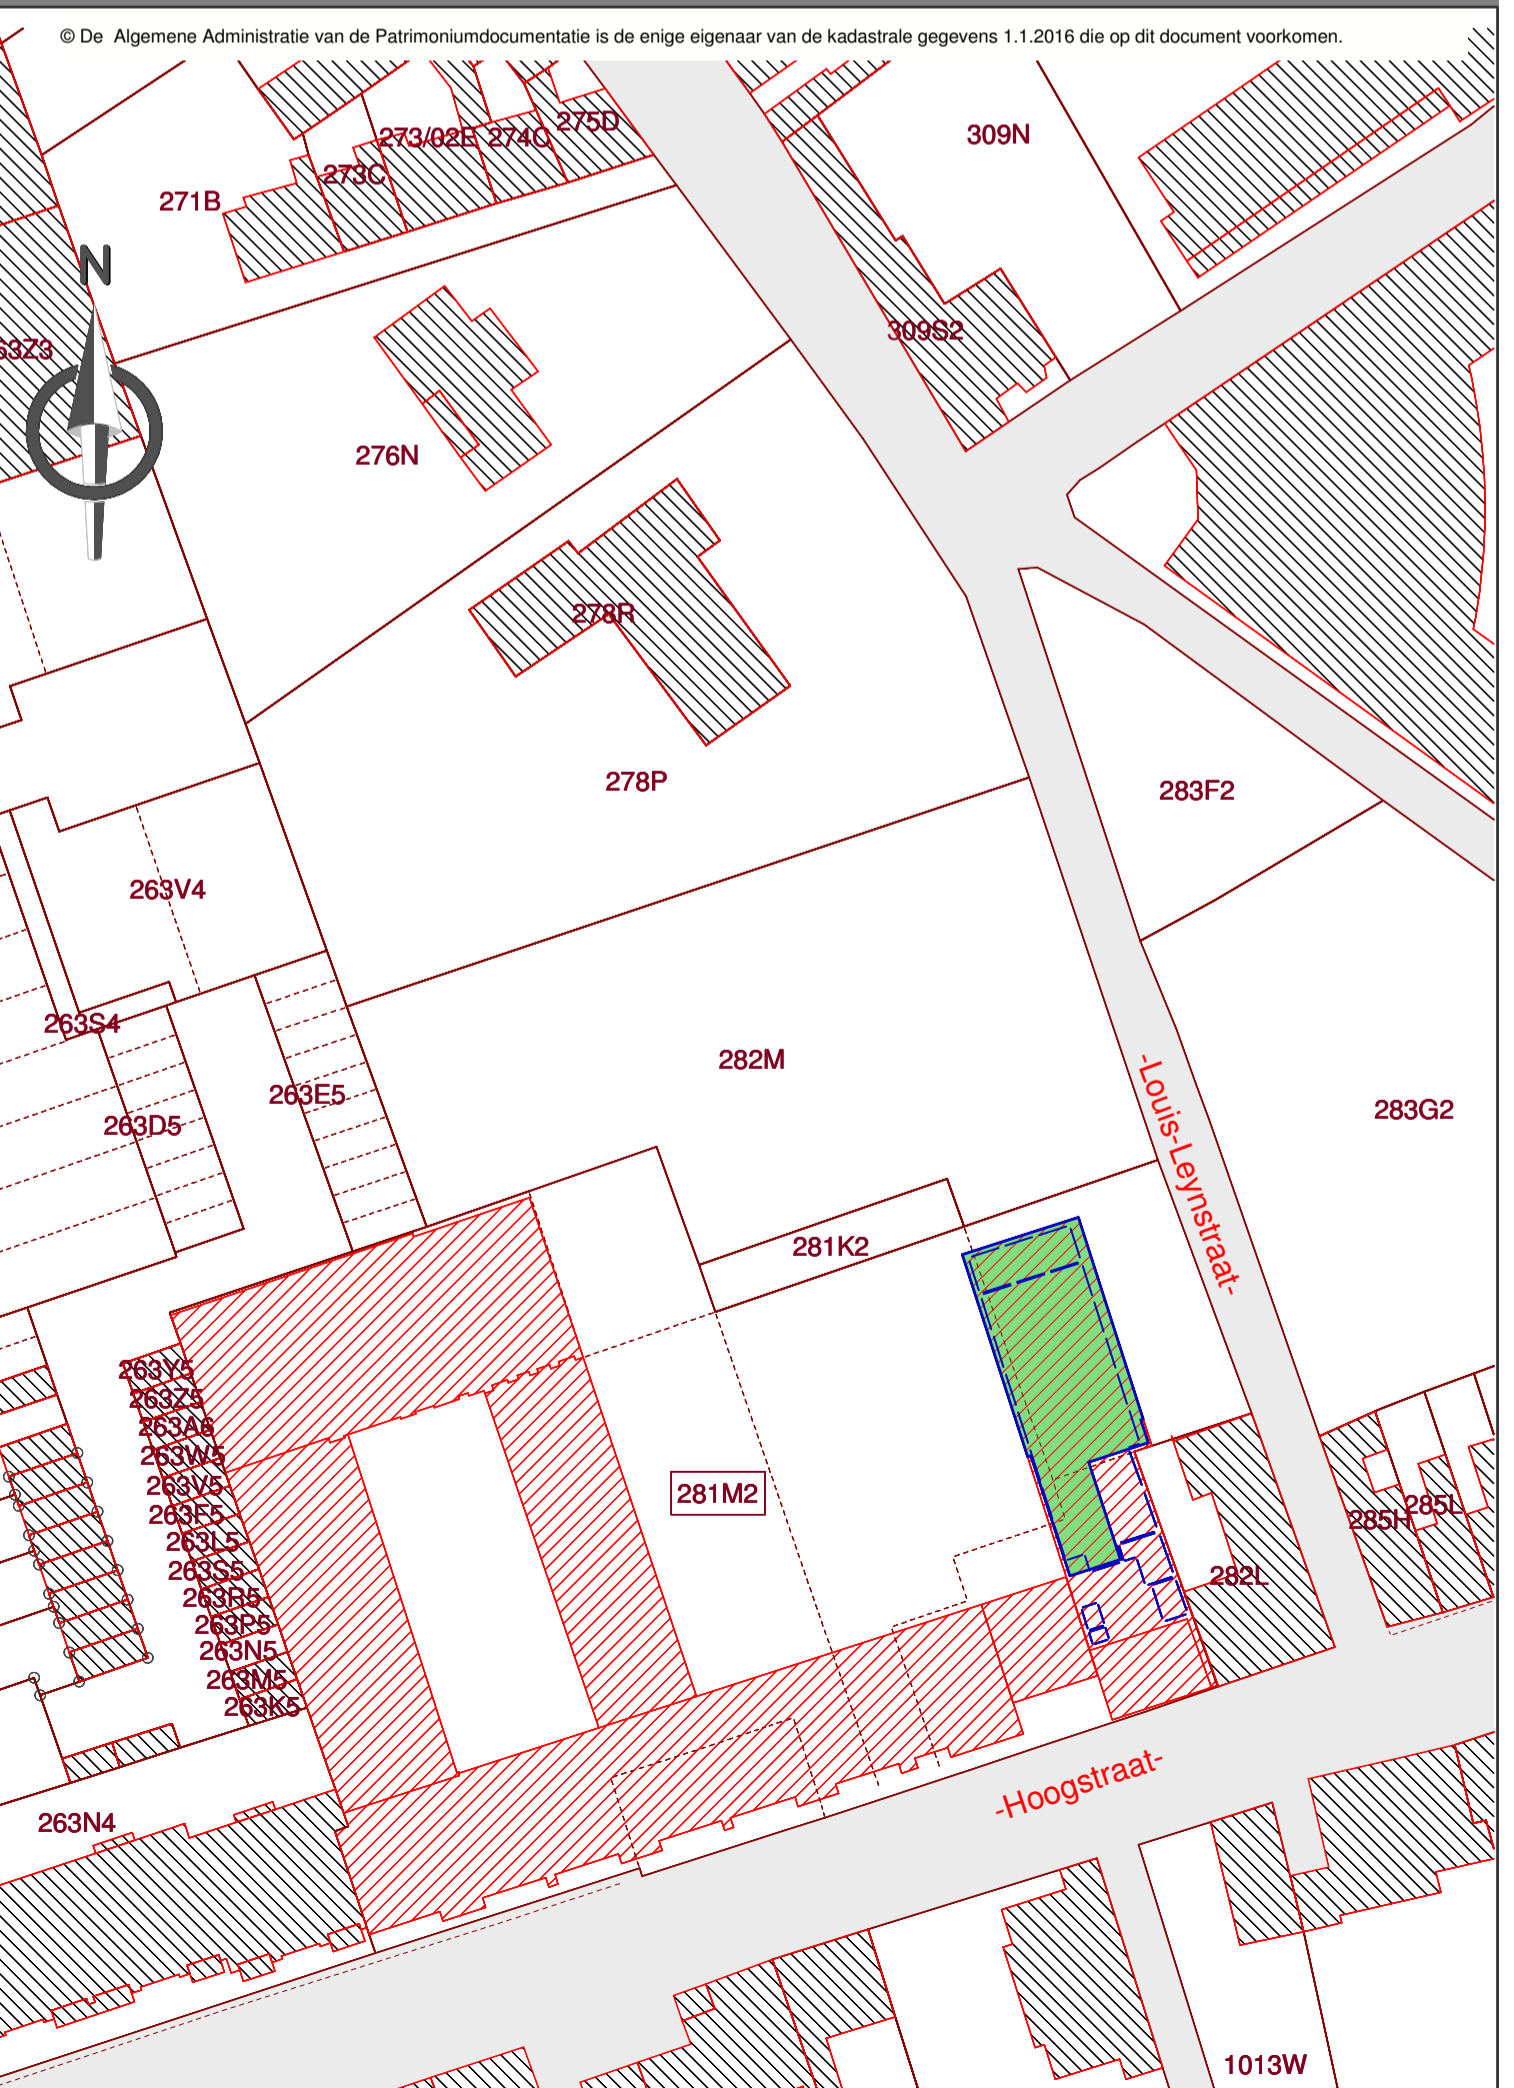 © De  Algemene Administratie van de Patrimoniumdocumentatie is de enige eigenaar van de kadastrale gegevens 1.1.2016 die op dit document voorkomen.
275D
273/02E 274C
309N
273C
271B
N
309S2
63Z3
276N
278R
278P
283F2
263V4
263S4
282M
263E5
283G2
263D5
-Louis-Leynstraat-
281K2
263Y5
263Z5
263A6
263W5
263V5
281M2
263F5
285L
285H
263L5
263S5
282L
263R5
263P5
263N5
263M5
263K5
-Hoogstraat-
263N4
1013W